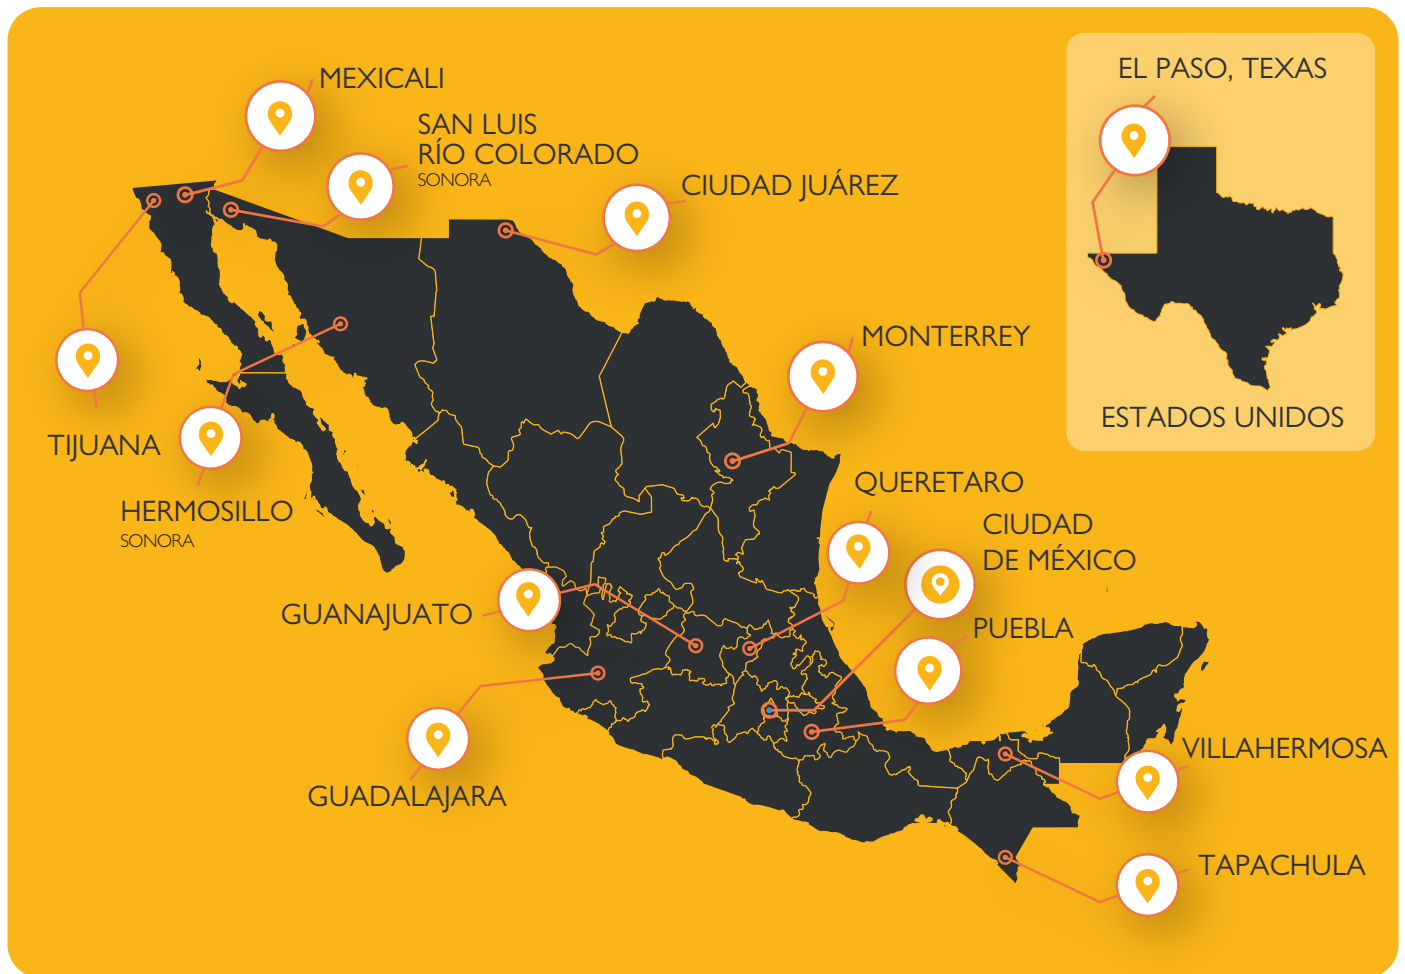 EL PASO, TEXAS
MEXICALI
SAN LUIS
RÍO COLORADO
SONORA
CIUDAD JUÁREZ
MONTERREY
ESTADOS UNIDOS
TIJUANA
QUERETARO
HERMOSILLO
SONORA
CIUDAD
DE MÉXICO
GUANAJUATO
PUEBLA
VILLAHERMOSA
GUADALAJARA
TAPACHULA